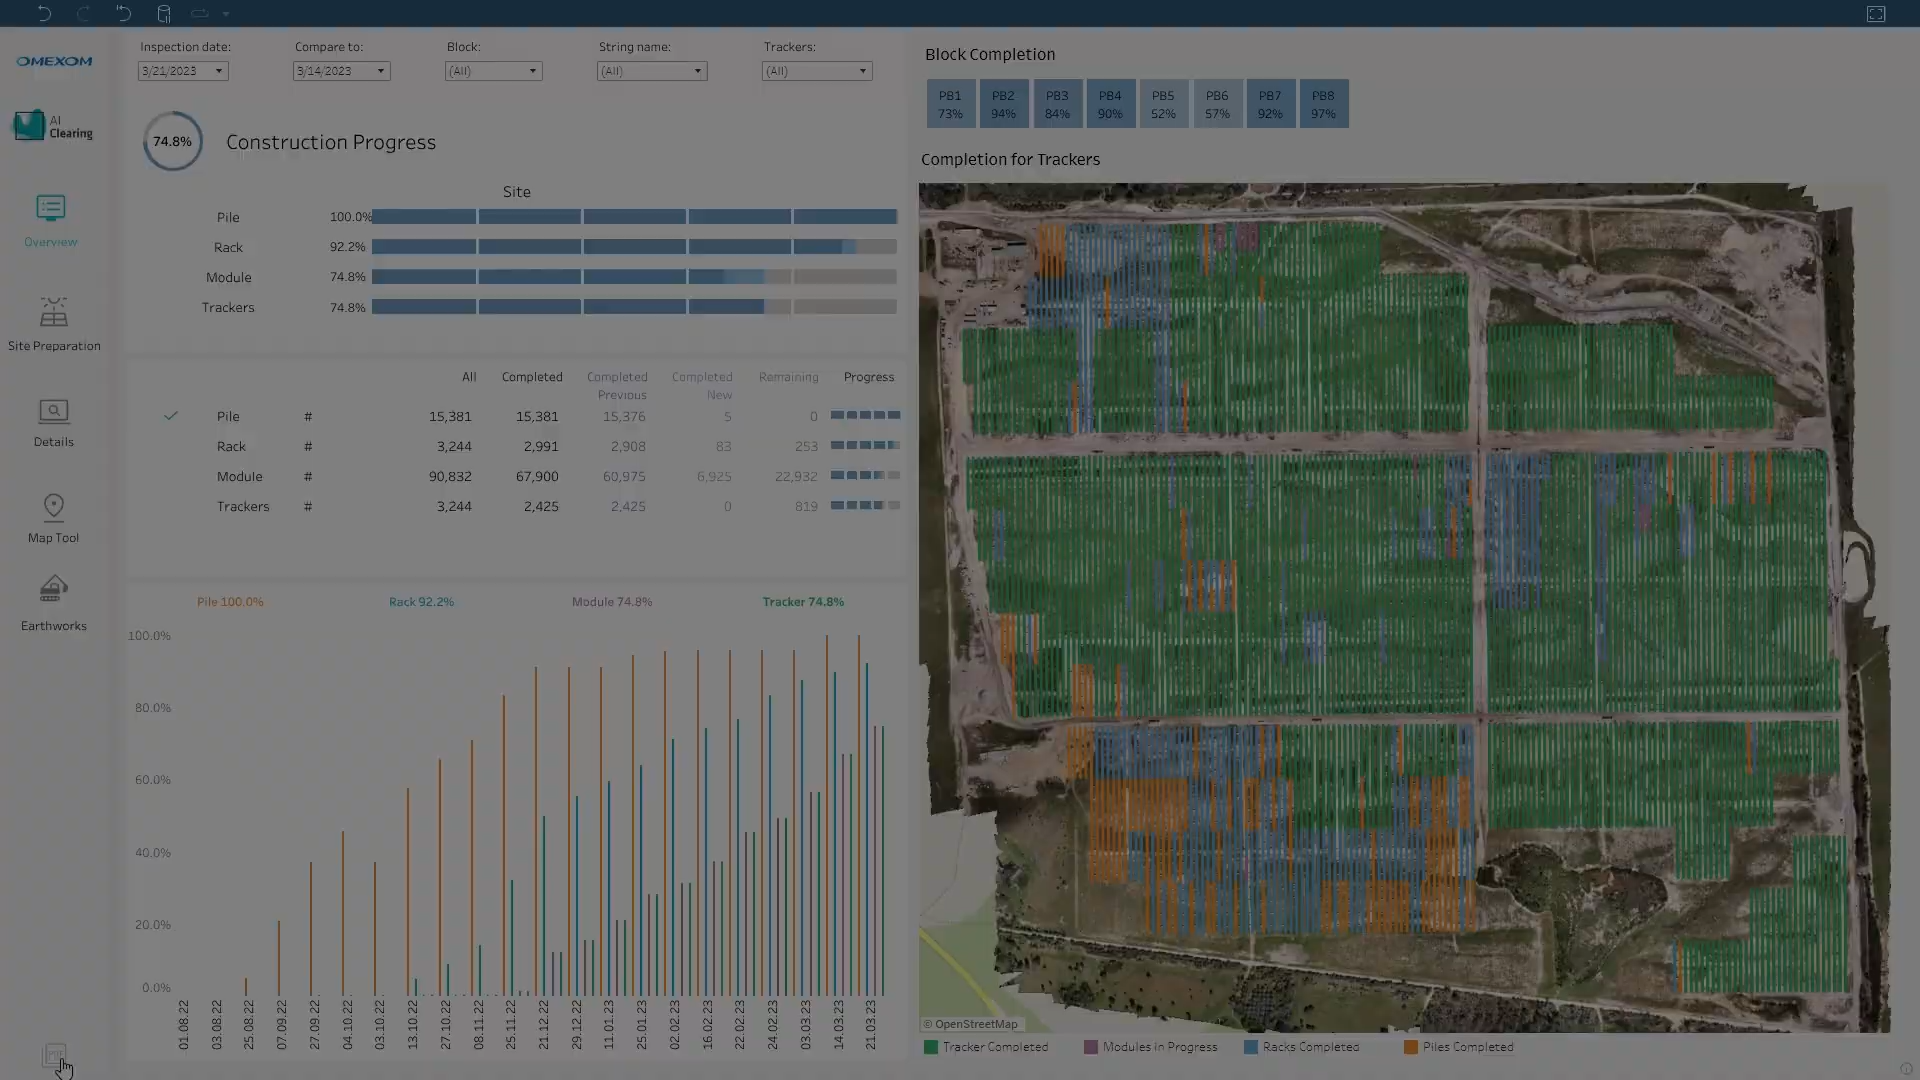 Inspection date: Compare to: Block: String name: Trackers:
3/21/2023 3/14/2023 (All) (All) (All)
OMEXOM
AI
Clearing
Overview
Site Preparation
Details
Map Tool
Earthworks
74.8% Construction Progress
Site
Pile 100.0%
Rack 92.2%
Module 74.8%
Trackers 74.8%
All Completed Completed Previous Completed New Remaining Progress
Pile # 15,381 15,381 15,376 5 0
Rack # 3,244 2,991 2,908 83 253
Module # 90,832 67,900 60,975 6,925 22,932
Trackers # 3,244 2,425 2,425 0 819
Pile 100.0% Rack 92.2% Module 74.8% Tracker 74.8%
100.0%
80.0%
60.0%
40.0%
20.0%
0.0%
01.08.22 03.08.22 25.08.22 07.09.22 27.09.22 04.10.22 03.10.22 13.10.22 27.10.22 08.11.22 25.11.22 21.12.22 29.12.22 11.01.23 25.01.23 02.02.23 16.02.23 22.02.23 24.02.23 03.03.23 14.03.23 21.03.23
Block Completion
PB1 PB2 PB3 PB4 PB5 PB6 PB7 PB8
73% 94% 84% 90% 52% 57% 92% 97%
Completion for Trackers
© OpenStreetMap
Tracker Completed Modules in Progress Racks Completed Piles Completed